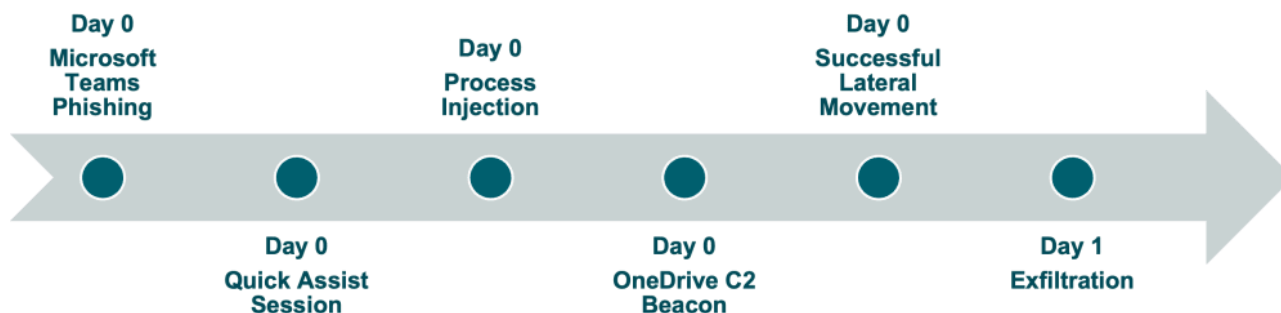 Day 0
Microsoft
Teams
Phishing
Day 0
Quick Assist
Session
Day 0
Process
Injection
Day 0
OneDrive C2
Beacon
Day 0
Successful
Lateral
Movement
Day 1
Exfiltration